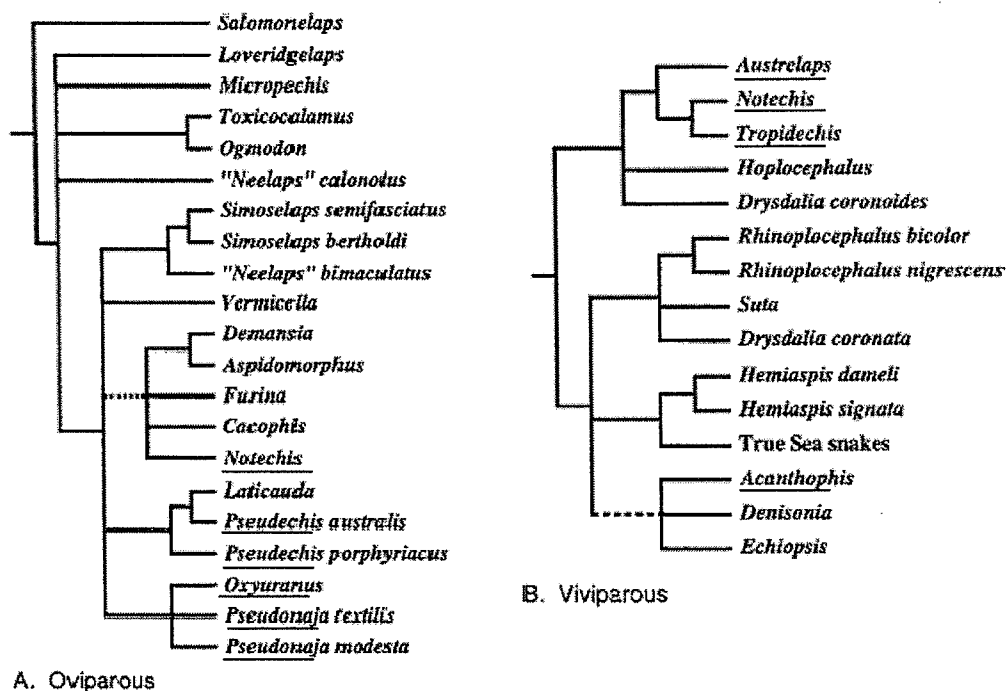 Salomonelaps
Loveridgelaps
Micropechis
Toxicocalamus
Ogmodon
"Neelaps" calonotus
Simoselaps semifasciatus
Simoselaps bertholdi
"Neelaps" bimaculatus
Vermicella
Demansia
Aspidomorphus
Furina
Cacophis
Notechis
Laticauda
Pseudechis australis
Pseudechis porphyriacus
Oxyuranus
Pseudonaja textilis
Pseudonaja modesta
A. Oviparous
Austrelaps
Notechis
Tropidechis
Hoplocephalus
Drysdalia coronoides
Rhinoplocephalus bicolor
Rhinoplocephalus nigrescens
Suta
Drysdalia coronata
Hemiaspis dameli
Hemiaspis signata
True Sea snakes
Acanthophis
Denisonia
Echiopsis
B. Viviparous